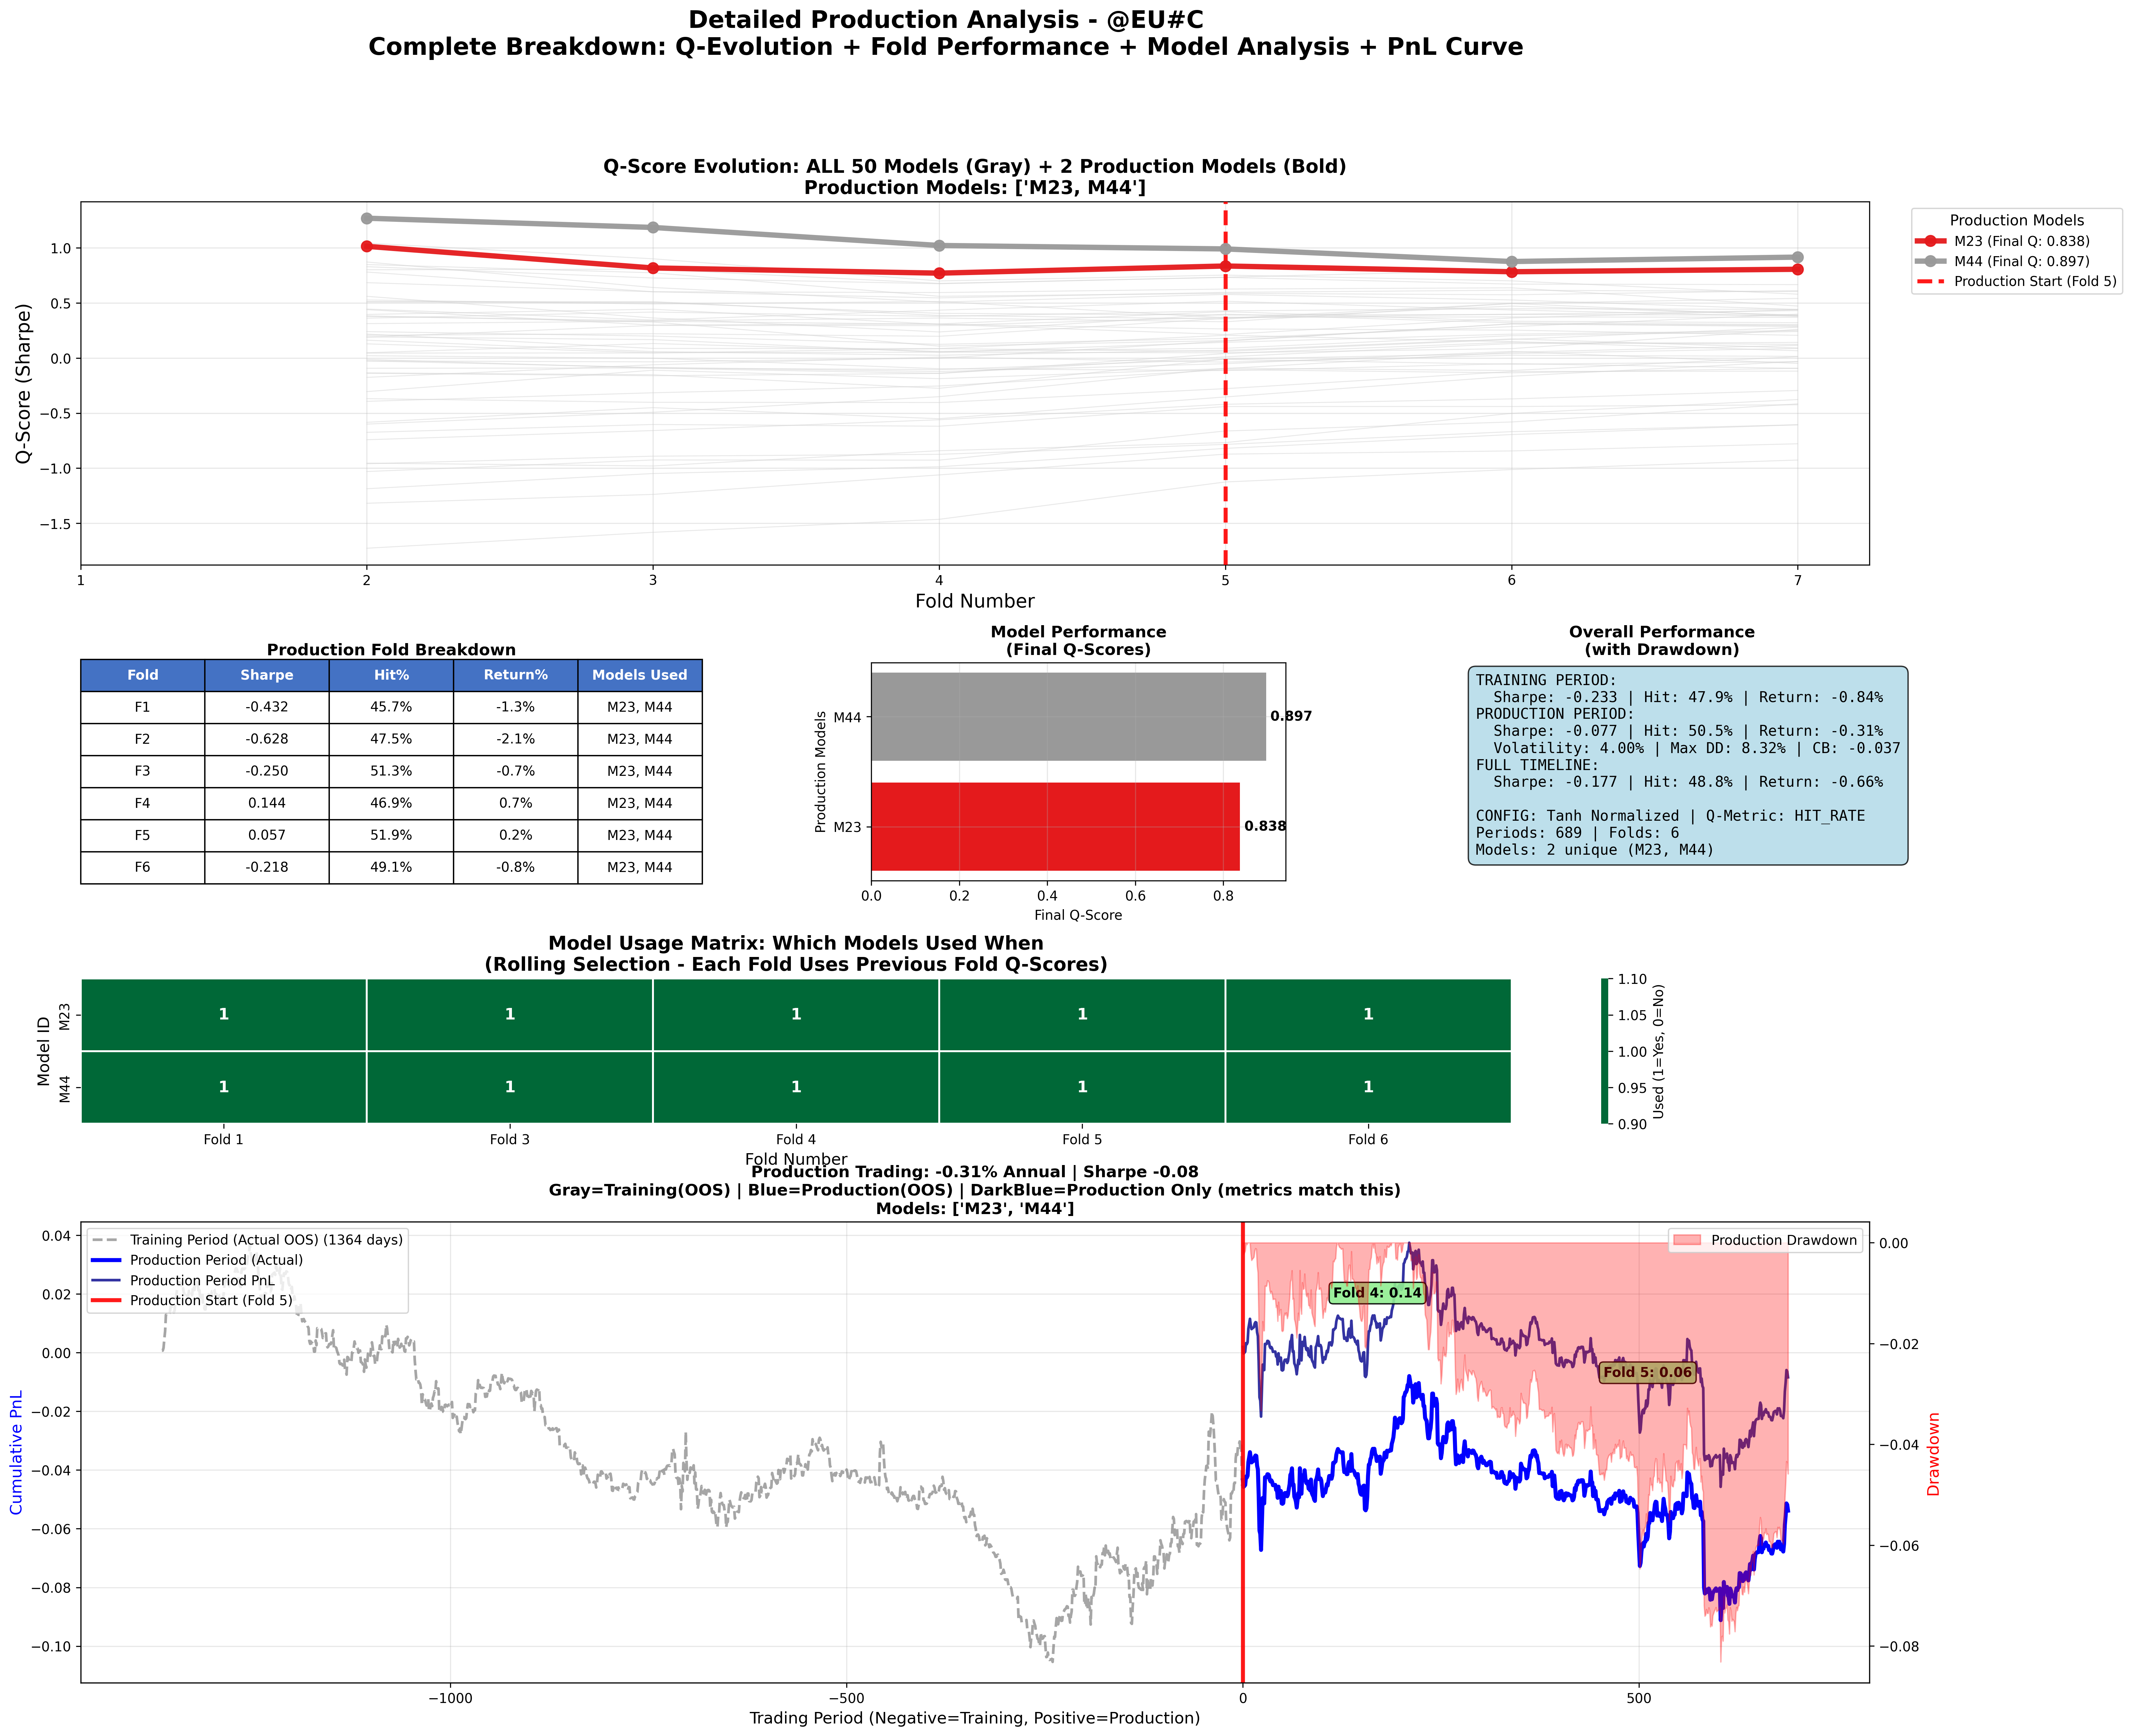 Detailed Production Analysis - @EU#C
Complete Breakdown: Q-Evolution + Fold Performance + Model Analysis + PnL Curve
Q-Score Evolution: ALL 50 Models (Gray) + 2 Production Models (Bold)
Production Models: ['M23, M44']
Q-Score (Sharpe)
1.0
0.5
0.0
−0.5
−1.0
−1.5
1 2 3 4 5 6 7
Fold Number
Production Models
M23 (Final Q: 0.838)
M44 (Final Q: 0.897)
Production Start (Fold 5)
Production Fold Breakdown
Fold Sharpe Hit% Return% Models Used
F1 -0.432 45.7% -1.3% M23, M44
F2 -0.628 47.5% -2.1% M23, M44
F3 -0.250 51.3% -0.7% M23, M44
F4 0.144 46.9% 0.7% M23, M44
F5 0.057 51.9% 0.2% M23, M44
F6 -0.218 49.1% -0.8% M23, M44
Model Performance
(Final Q-Scores)
Production Models
M44
0.897
M23
0.838
0.0 0.2 0.4 0.6 0.8
Final Q-Score
Overall Performance
(with Drawdown)
TRAINING PERIOD:
Sharpe: -0.233 | Hit: 47.9% | Return: -0.84%
PRODUCTION PERIOD:
Sharpe: -0.077 | Hit: 50.5% | Return: -0.31%
Volatility: 4.00% | Max DD: 8.32% | CB: -0.037
FULL TIMELINE:
Sharpe: -0.177 | Hit: 48.8% | Return: -0.66%
CONFIG: Tanh Normalized | Q-Metric: HIT_RATE
Periods: 689 | Folds: 6
Models: 2 unique (M23, M44)
Model Usage Matrix: Which Models Used When
(Rolling Selection - Each Fold Uses Previous Fold Q-Scores)
Model ID
M23
1 1 1 1 1
M44
1 1 1 1 1
Fold 1 Fold 3 Fold 4 Fold 5 Fold 6
Fold Number
1.10
1.05
1.00
0.95
0.90
Used (1=Yes, 0=No)
Production Trading: -0.31% Annual | Sharpe -0.08
Gray=Training(OOS) | Blue=Production(OOS) | DarkBlue=Production Only (metrics match this)
Models: ['M23', 'M44']
Cumulative PnL
0.04
0.02
0.00
−0.02
−0.04
−0.06
−0.08
−0.10
Training Period (Actual OOS) (1364 days)
Production Period (Actual)
Production Period PnL
Production Start (Fold 5)
Production Drawdown
Fold 4: 0.14
Fold 5: 0.06
0.00
−0.02
−0.04
−0.06
−0.08
Drawdown
−1000 −500 0 500
Trading Period (Negative=Training, Positive=Production)